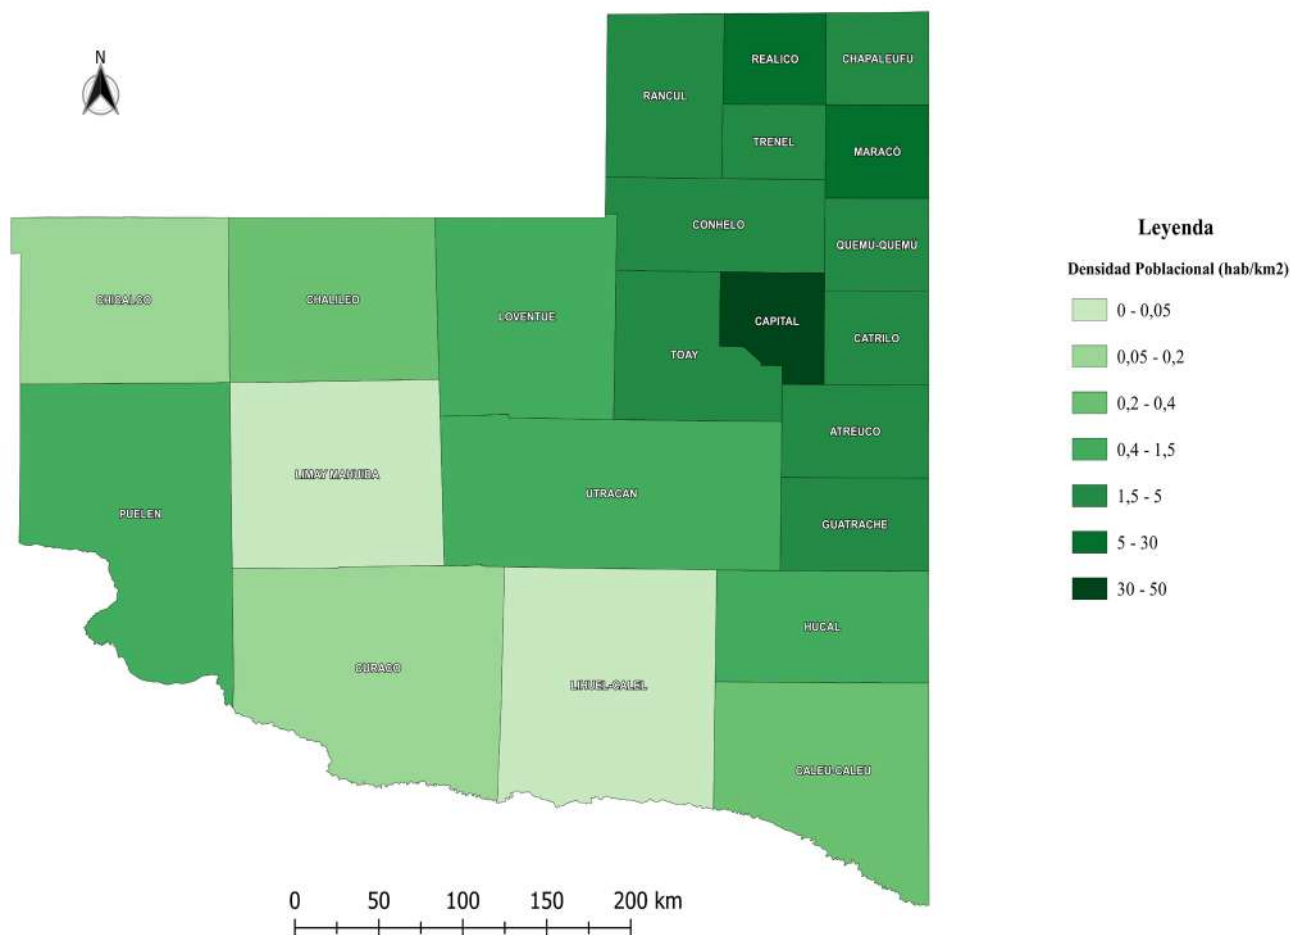 N
REALICO
CHAPALEUFU
RANCUL
TRENEL
MARACÓ
CONHELO
QUEMU-QUEMU
CHICALCO
CHALILEO
LOVENTUE
CAPITAL
TOAY
CATRILO
ATREUCO
LIMAY MAHUIDA
UTRACAN
PUELEN
GUATRACHE
HUCAL
CURACO
LIHUEL-CALEL
CALEU-CALEU
Leyenda
Densidad Poblacional (hab/km2)
0 - 0,05
0,05 - 0,2
0,2 - 0,4
0,4 - 1,5
1,5 - 5
5 - 30
30 - 50
0 50 100 150 200 km